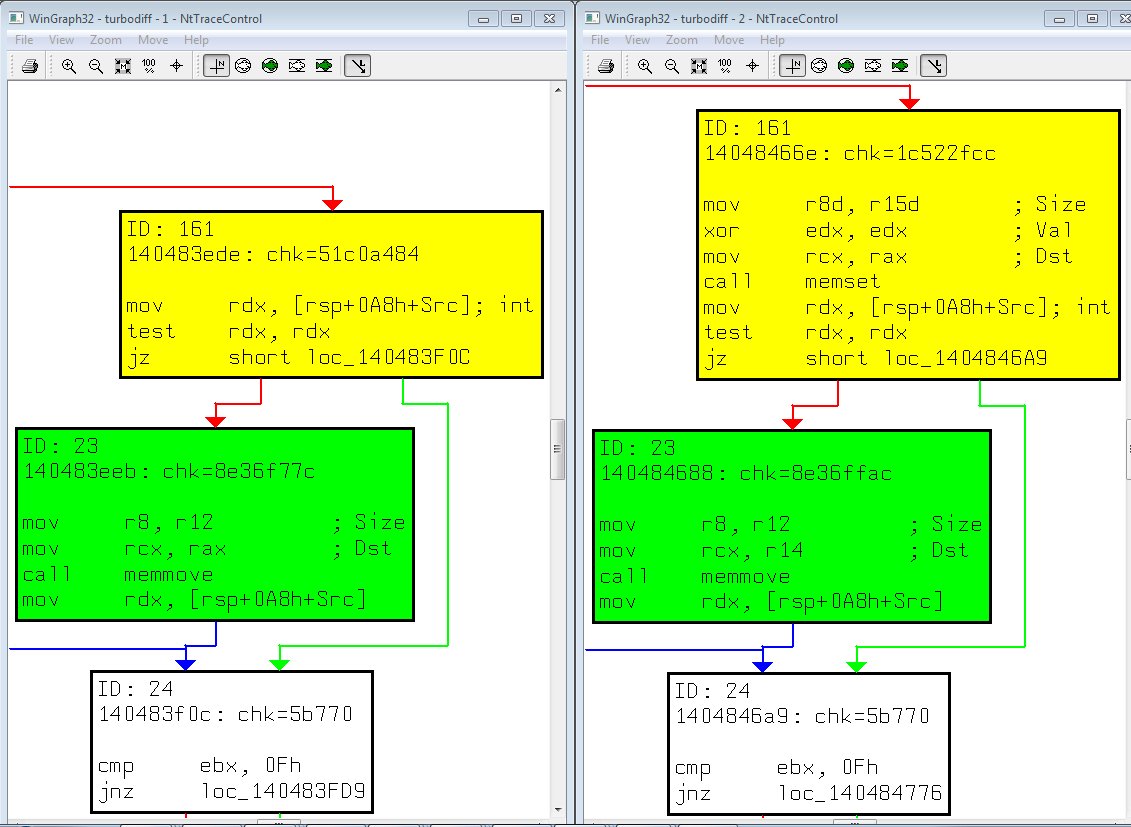 WinGraph32 - turbodiff - 1 - NtTraceControl
File View Zoom Move Help
100 %
N
ID: 161
140483ede: chk=51c0a484
mov rdx, [rsp+0A8h+Src]; int
test rdx, rdx
jz short loc_140483F0C
ID: 23
140483eeb: chk=8e36f77c
mov r8, r12 ; Size
mov rcx, rax ; Dst
call memmove
mov rdx, [rsp+0A8h+Src]
ID: 24
140483f0c: chk=5b770
cmp ebx, 0Fh
jnz loc_140483FD9
WinGraph32 - turbodiff - 2 - NtTraceControl
File View Zoom Move Help
100 %
N
ID: 161
14048466e: chk=1c522fcc
mov r8d, r15d ; Size
xor edx, edx ; Val
mov rcx, rax ; Dst
call memset
mov rdx, [rsp+0A8h+Src]; int
test rdx, rdx
jz short loc_1404846A9
ID: 23
140484688: chk=8e36ffac
mov r8, r12 ; Size
mov rcx, r14 ; Dst
call memmove
mov rdx, [rsp+0A8h+Src]
ID: 24
1404846a9: chk=5b770
cmp ebx, 0Fh
jnz loc_140484776